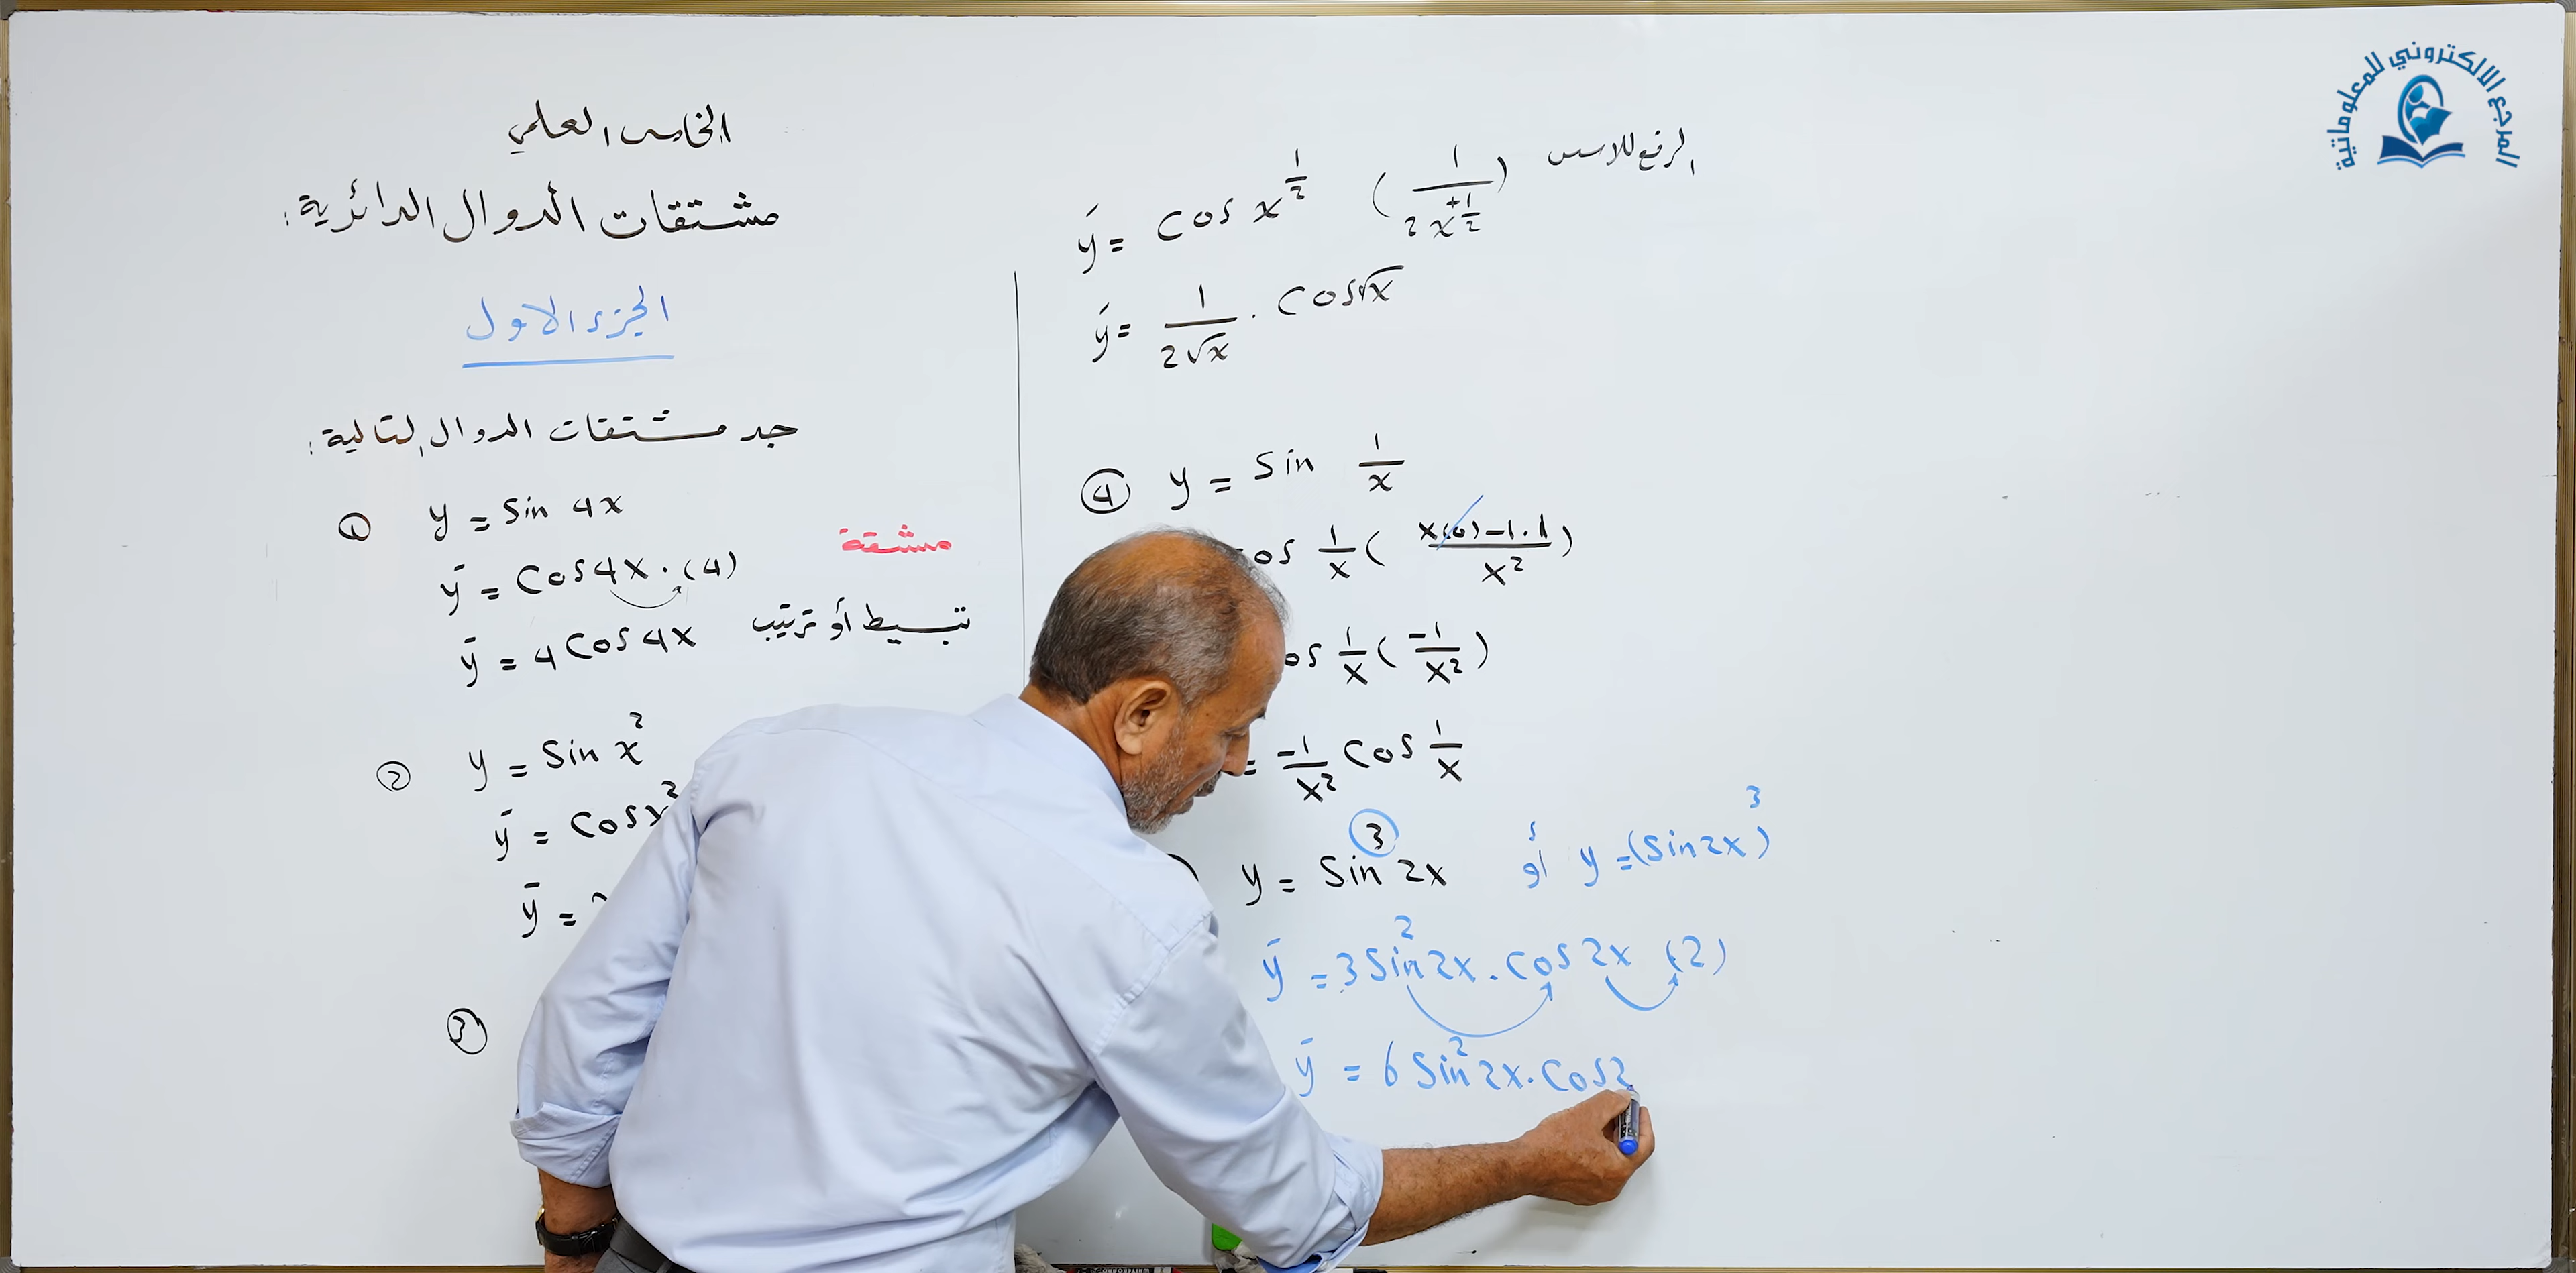 الخامس العلمي
مشتقات الدوال الدائرية:
الجزء الاول
جد مشتقات الدوال التالية:
① y = Sin 4x
ȳ = Cos 4x · (4)
مشتقة
ȳ = 4 Cos 4x تبسيط أو ترتيب
② y = Sin x²
ȳ = Cos x²
ȳ =
③
ý = Cos x^½ (1 / 2x^{+½}) الرفع للاسس
ý = 1/(2√x) · Cos √x
④ y = Sin 1/x
os 1/x ( (x(0) - 1·1) / x² )
os 1/x ( -1/x² )
= -1/x² Cos 1/x
y = Sin³ 2x أو y = (Sin 2x)³
ȳ = 3 Sin² 2x · Cos 2x (2)
ȳ = 6 Sin² 2x · Cos 2
المرجع الالكتروني للمعلوماتية